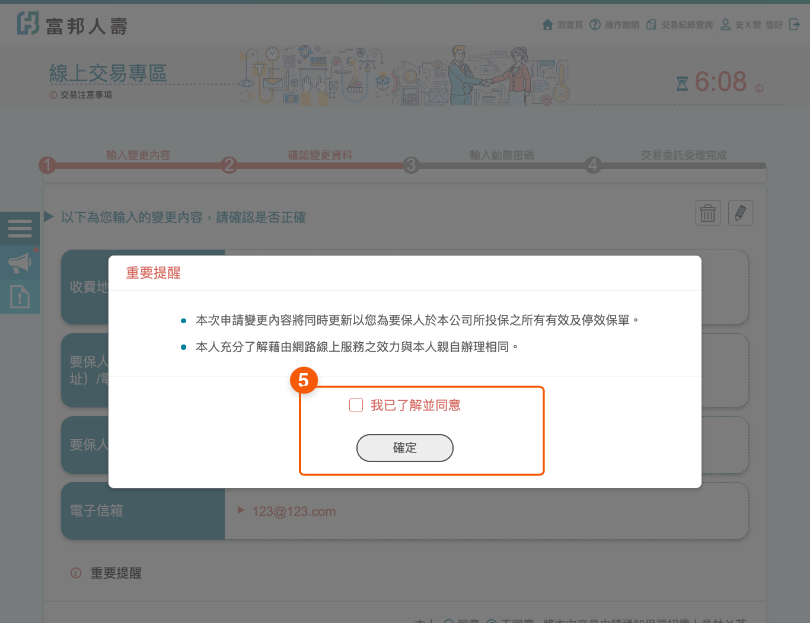 富邦人壽
回首頁 操作說明 交易紀錄查詢 史X雯 您好
線上交易專區
交易注意事項
6:08
1 輸入變更內容 2 確認變更資料 3 輸入動態密碼 4 交易委託受理完成
以下為您輸入的變更內容，請確認是否正確
收費地
要保人
址）/電
要保人
重要提醒
本次申請變更內容將同時更新以您為要保人於本公司所投保之所有有效及停效保單。
本人充分了解藉由網路線上服務之效力與本人親自辦理相同。
5
我已了解並同意
確定
電子信箱 123@123.com
重要提醒